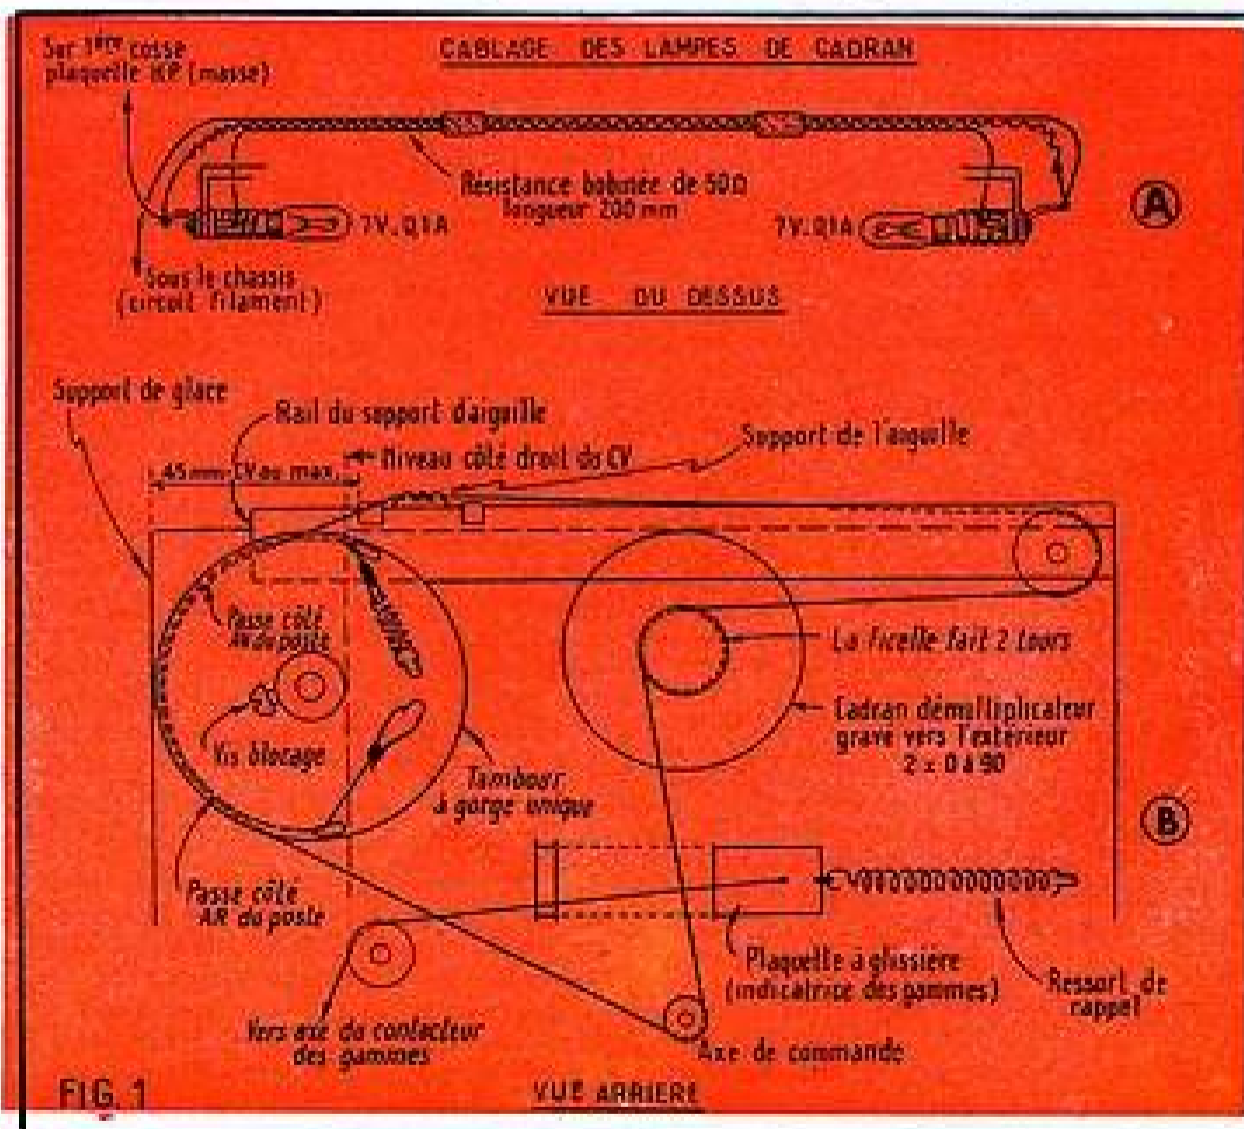 Sur 1ère cosse
plaquette HP (masse)
CABLAGE DES LAMPES DE CADRAN
Résistance bobinée de 50Ω
longueur 200 mm
7V. 0,1A
7V. 0,1A
A
Sous le chassis
(circuit filament)
VUE DU DESSUS
Support de glace
Rail du support d'aiguille
Niveau côté droit du CV
Support de l'aiguille
45 mm CV au max.
Passe côté
AR du poste
La ficelle fait 2 tours
Cadran démultiplicateur
gravé vers l'extérieur
2 x 0 à 90
Vis blocage
Tambour
à gorge unique
B
Passe côté
AR du poste
Plaquette à glissière
(indicatrice des gammes)
Ressort de
rappel
Vers axe du contacteur
des gammes
Axe de commande
FIG. 1
VUE ARRIERE